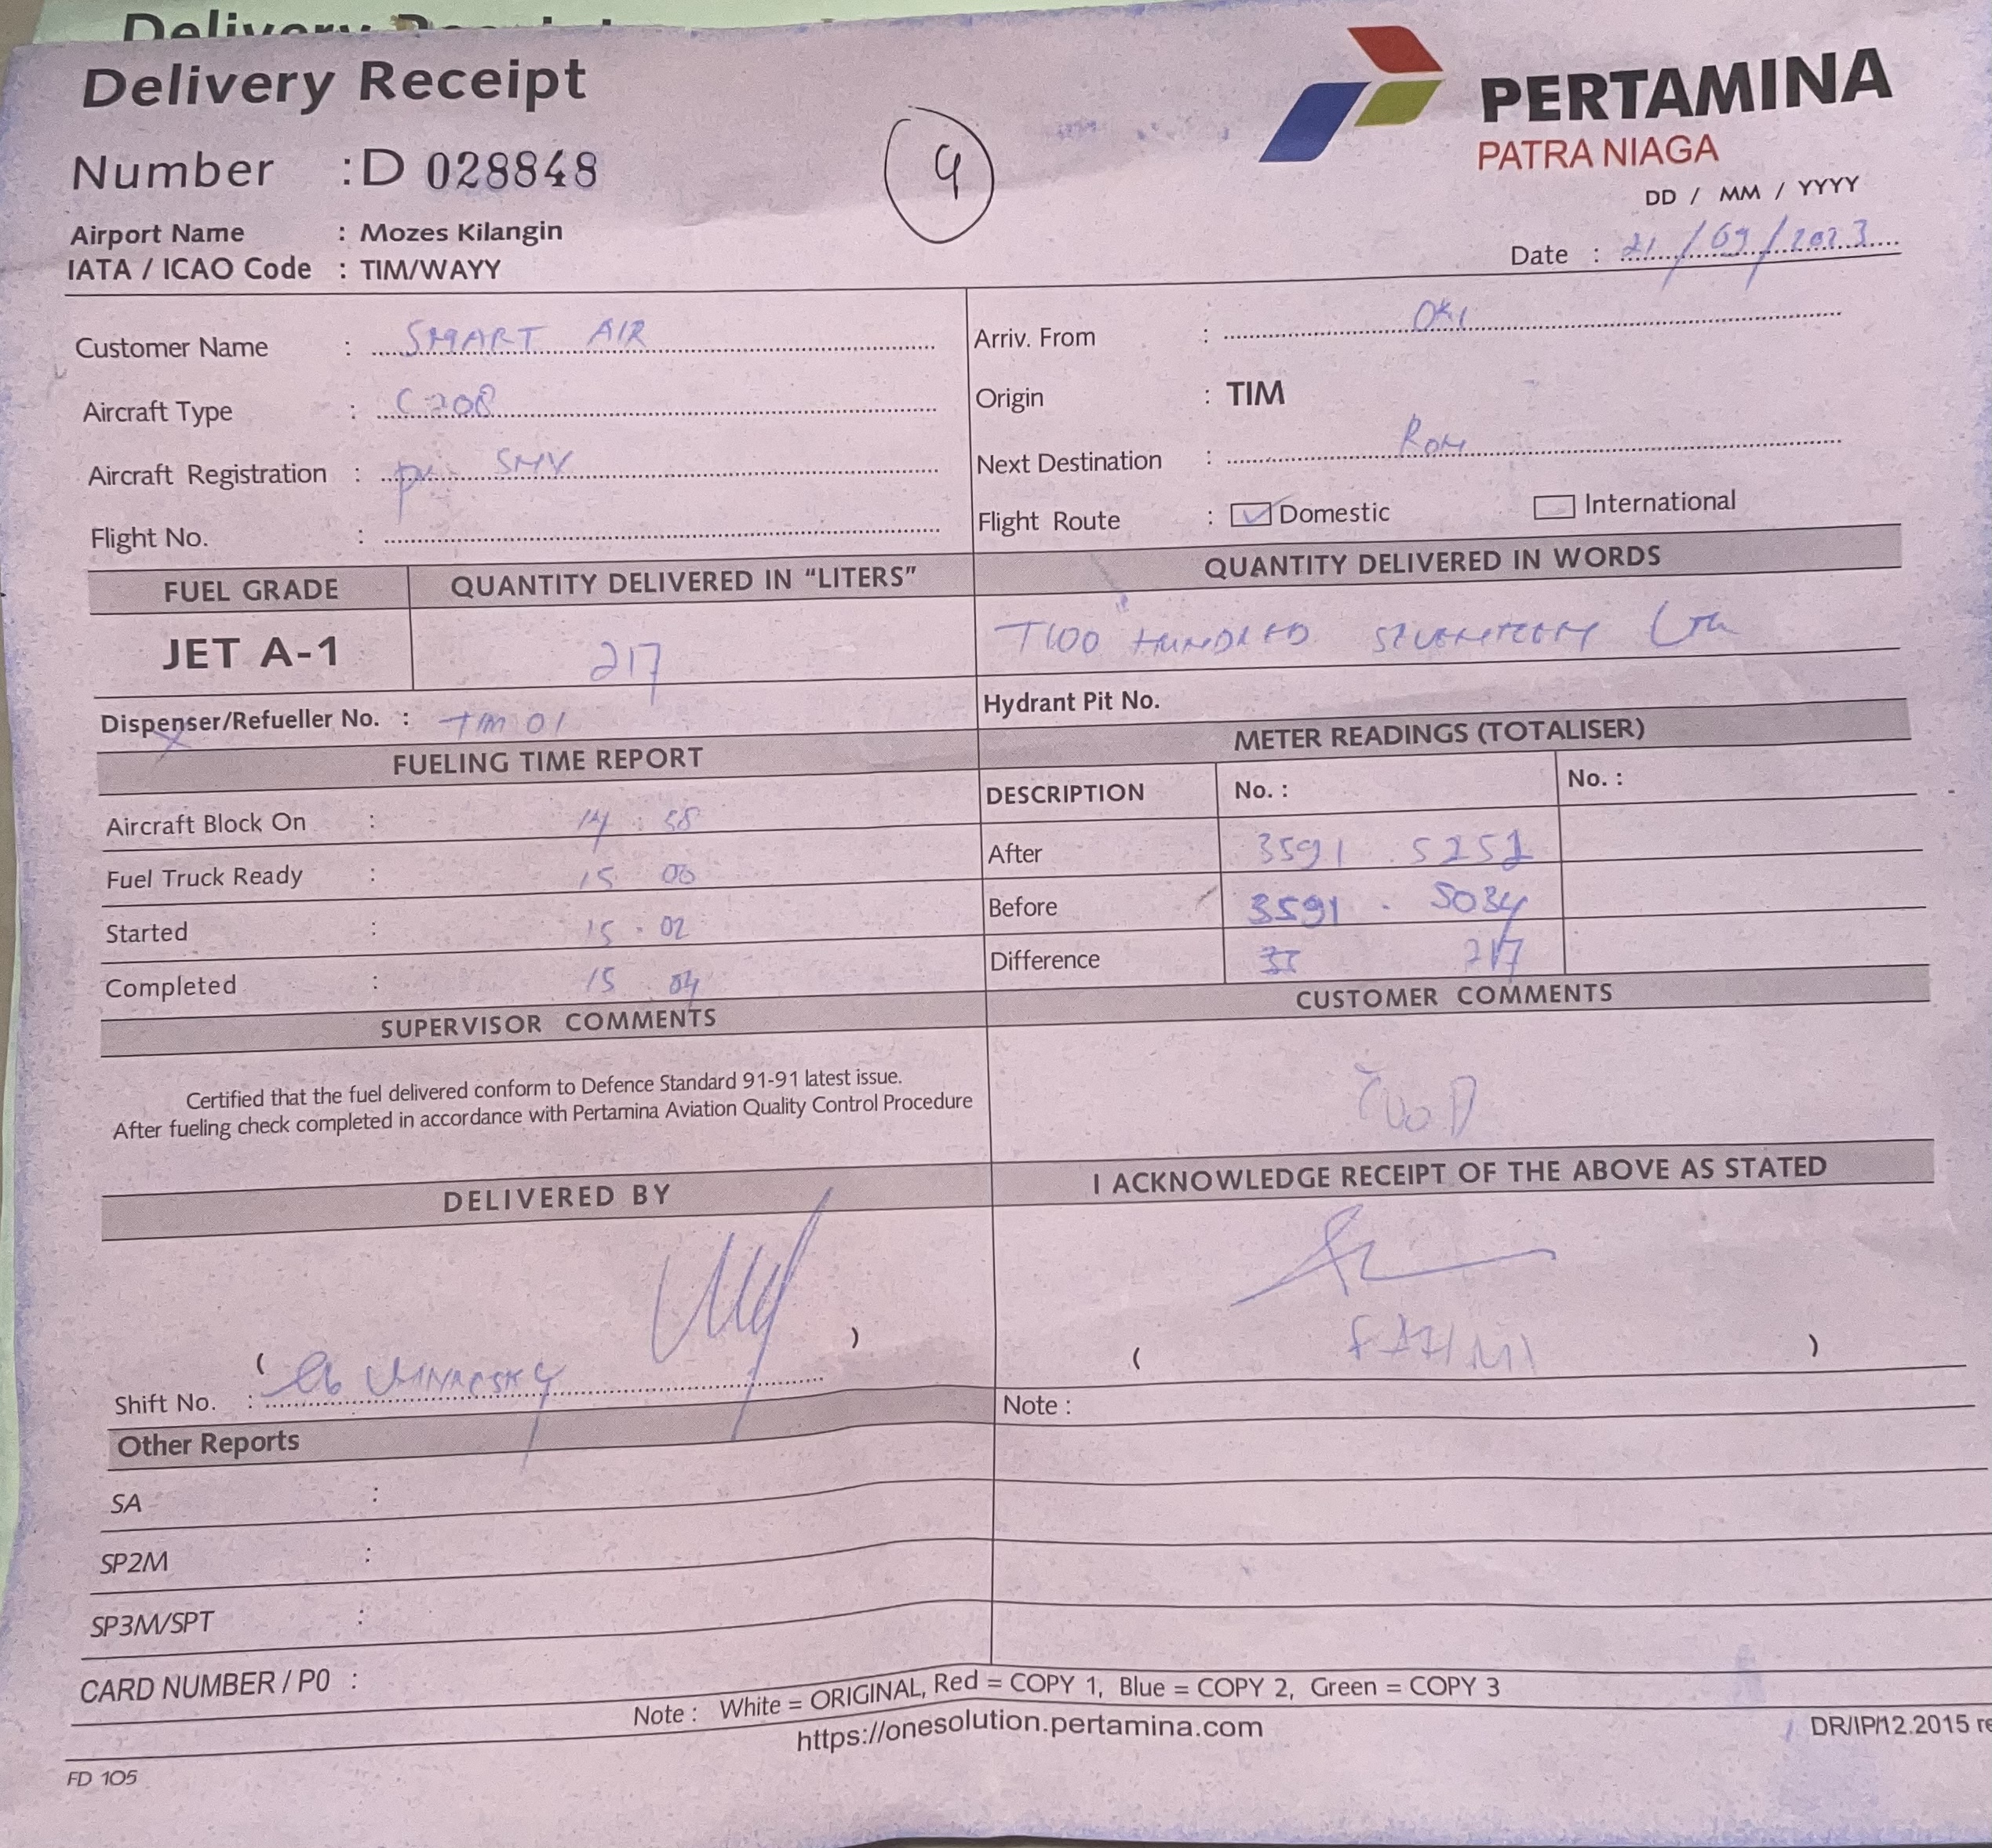 Delivery Receipt
Delivery Receipt
PERTAMINA
PATRA NIAGA
Number : D 028848
9
DD / MM / YYYY
Airport Name : Mozes Kilangin
IATA / ICAO Code : TIM/WAYY
Date : 21/09/2023
Customer Name : SMART AIR
Arriv. From : OKI
Aircraft Type : C208
Origin : TIM
Aircraft Registration : PK SMV
Next Destination :
Flight No. :
Flight Route : Domestic International
FUEL GRADE QUANTITY DELIVERED IN “LITERS” QUANTITY DELIVERED IN WORDS
JET A-1 217 TWO HUNDRED SEVENTEEN
Dispenser/Refueller No. : TIM 01
Hydrant Pit No.
FUELING TIME REPORT METER READINGS (TOTALISER)
DESCRIPTION No. : No. :
Aircraft Block On : 14 . 58
After 3591 . 5251
Fuel Truck Ready : 15 00
Before 3591 . 5034
Started : 15 . 02
Difference 217
Completed : 15 04
SUPERVISOR COMMENTS CUSTOMER COMMENTS
Certified that the fuel delivered conform to Defence Standard 91-91 latest issue.
After fueling check completed in accordance with Pertamina Aviation Quality Control Procedure
DELIVERED BY I ACKNOWLEDGE RECEIPT OF THE ABOVE AS STATED
( ) ( )
Shift No. :
Note :
Other Reports
SA :
SP2M :
SP3M/SPT :
CARD NUMBER / P0 :
Note : White = ORIGINAL, Red = COPY 1, Blue = COPY 2, Green = COPY 3
https://onesolution.pertamina.com
DR/IP/12.2015 re
FD 105